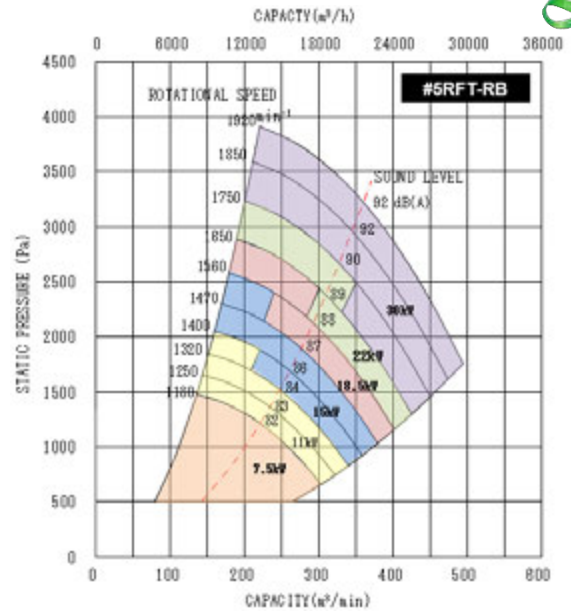 CAPACTY(m³/h)
0 6000 12000 18000 24000 30000 36000
#5RFT-RB
4500
4000
3500
3000
2500
2000
1500
1000
500
0
STATIC PRESSURE (Pa)
ROTATIONAL SPEED
1920min⁻¹
1850
1750
1650
1560
1470
1400
1320
1250
1180
SOUND LEVEL
92 dB(A)
92
90
89
88
87
86
84
83
82
30kW
22kW
18.5kW
15kW
11kW
7.5kW
0 100 200 300 400 500 600
CAPACITY(m³/min)